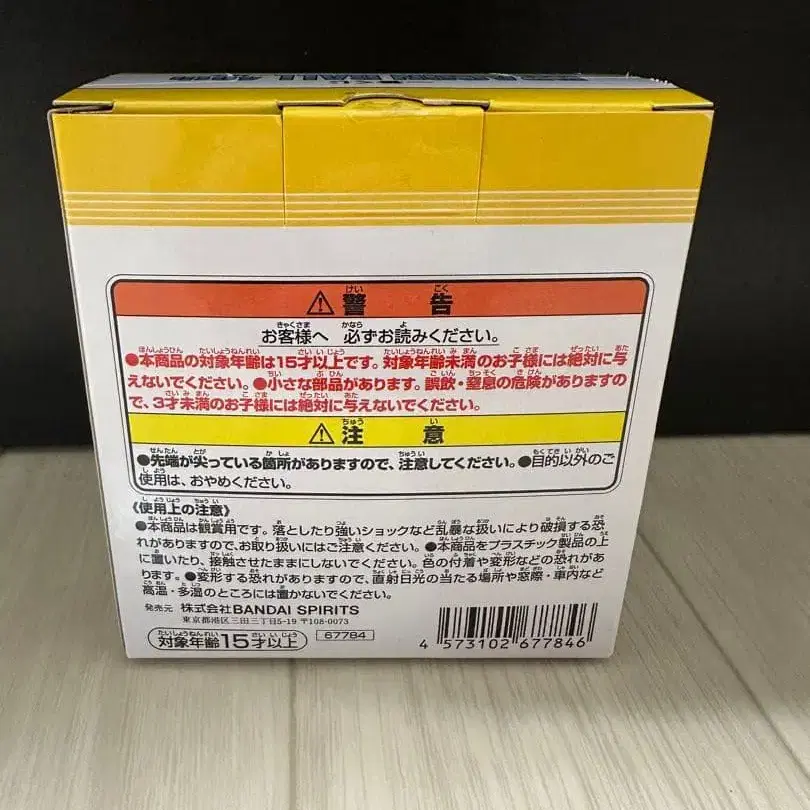 ⚠警告
お客様へ 必ずお読みください。
●本商品の対象年齢は15才以上です。対象年齢未満のお子様には絶対に与
えないでください。●小さな部品があります。誤飲・窒息の危険がありますの
で、3才未満のお子様には絶対に与えないでください。
⚠注意
●先端が尖っている箇所がありますので、注意してください。●目的以外のご
使用は、おやめください。
《使用上の注意》
●本商品は観賞用です。落としたり強いショックなど乱暴な扱いにより破損する恐
れがありますので、お取り扱いにはご注意ください。●本商品をプラスチック製品の上
に置いたり、接触させたままにしないでください。色の付着や変形などの恐れがあ
ります。●変形する恐れがありますので、直射日光の当たる場所や窓際・車内など
高温・多湿のところには置かないでください。
発売元 株式会社BANDAI SPIRITS
東京都港区三田三丁目5-19 〒108-0073
対象年齢15才以上
67784
4 573102 677846